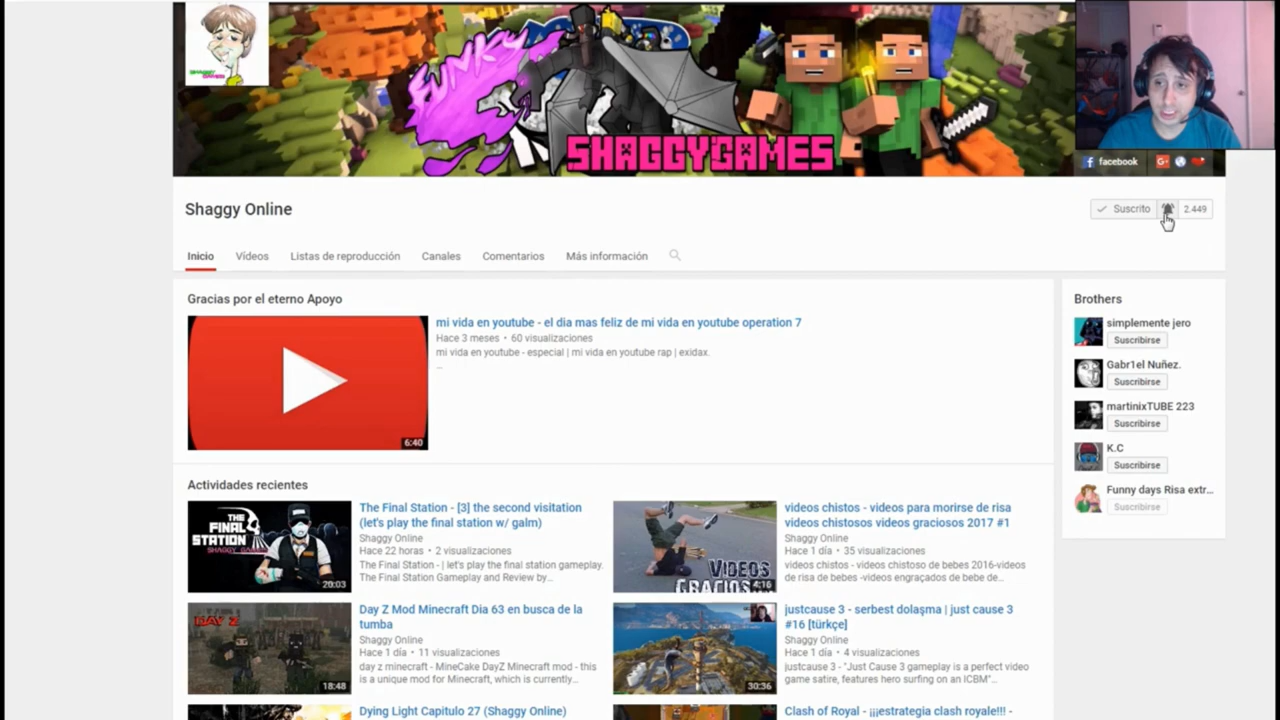 SHAGGYGAMES
facebook
Shaggy Online
Suscrito
2.449
Inicio
Vídeos
Listas de reproducción
Canales
Comentarios
Más información
Gracias por el eterno Apoyo
mi vida en youtube - el dia mas feliz de mi vida en youtube operation 7
Hace 3 meses • 60 visualizaciones
mi vida en youtube - especial | mi vida en youtube rap | exidax.
...
6:40
Brothers
simplemente jero
Suscribirse
Gabr1el Nuñez.
Suscribirse
martinixTUBE 223
Suscribirse
K.C
Suscribirse
Funny days Risa extr...
Suscribirse
Actividades recientes
THE FINAL STATION
SHAGGY GAMES
20:03
The Final Station - [3] the second visitation
(let's play the final station w/ galm)
Shaggy Online
Hace 22 horas • 2 visualizaciones
The Final Station - | let's play the final station gameplay.
The Final Station Gameplay and Review by...
VIDEOS
GRACIOS
4:16
videos chistos - videos para morirse de risa
videos chistosos videos graciosos 2017 #1
Shaggy Online
Hace 1 día • 35 visualizaciones
videos chistos - videos chistoso de bebes 2016-videos
de risa de bebes -videos engraçados de bebe de...
DAY Z
18:48
Day Z Mod Minecraft Dia 63 en busca de la
tumba
Shaggy Online
Hace 1 día • 11 visualizaciones
day z minecraft - MineCake DayZ Minecraft mod - this
is a unique mod for Minecraft, which is currently...
30:36
justcause 3 - serbest dolaşma | just cause 3
#16 [türkçe]
Shaggy Online
Hace 1 día • 4 visualizaciones
justcause 3 - "Just Cause 3 gameplay is a perfect video
game satire, features hero surfing on an ICBM"...
Dying Light Capitulo 27 (Shaggy Online)
Clash of Royal - ¡¡¡estrategia clash royale!!! -